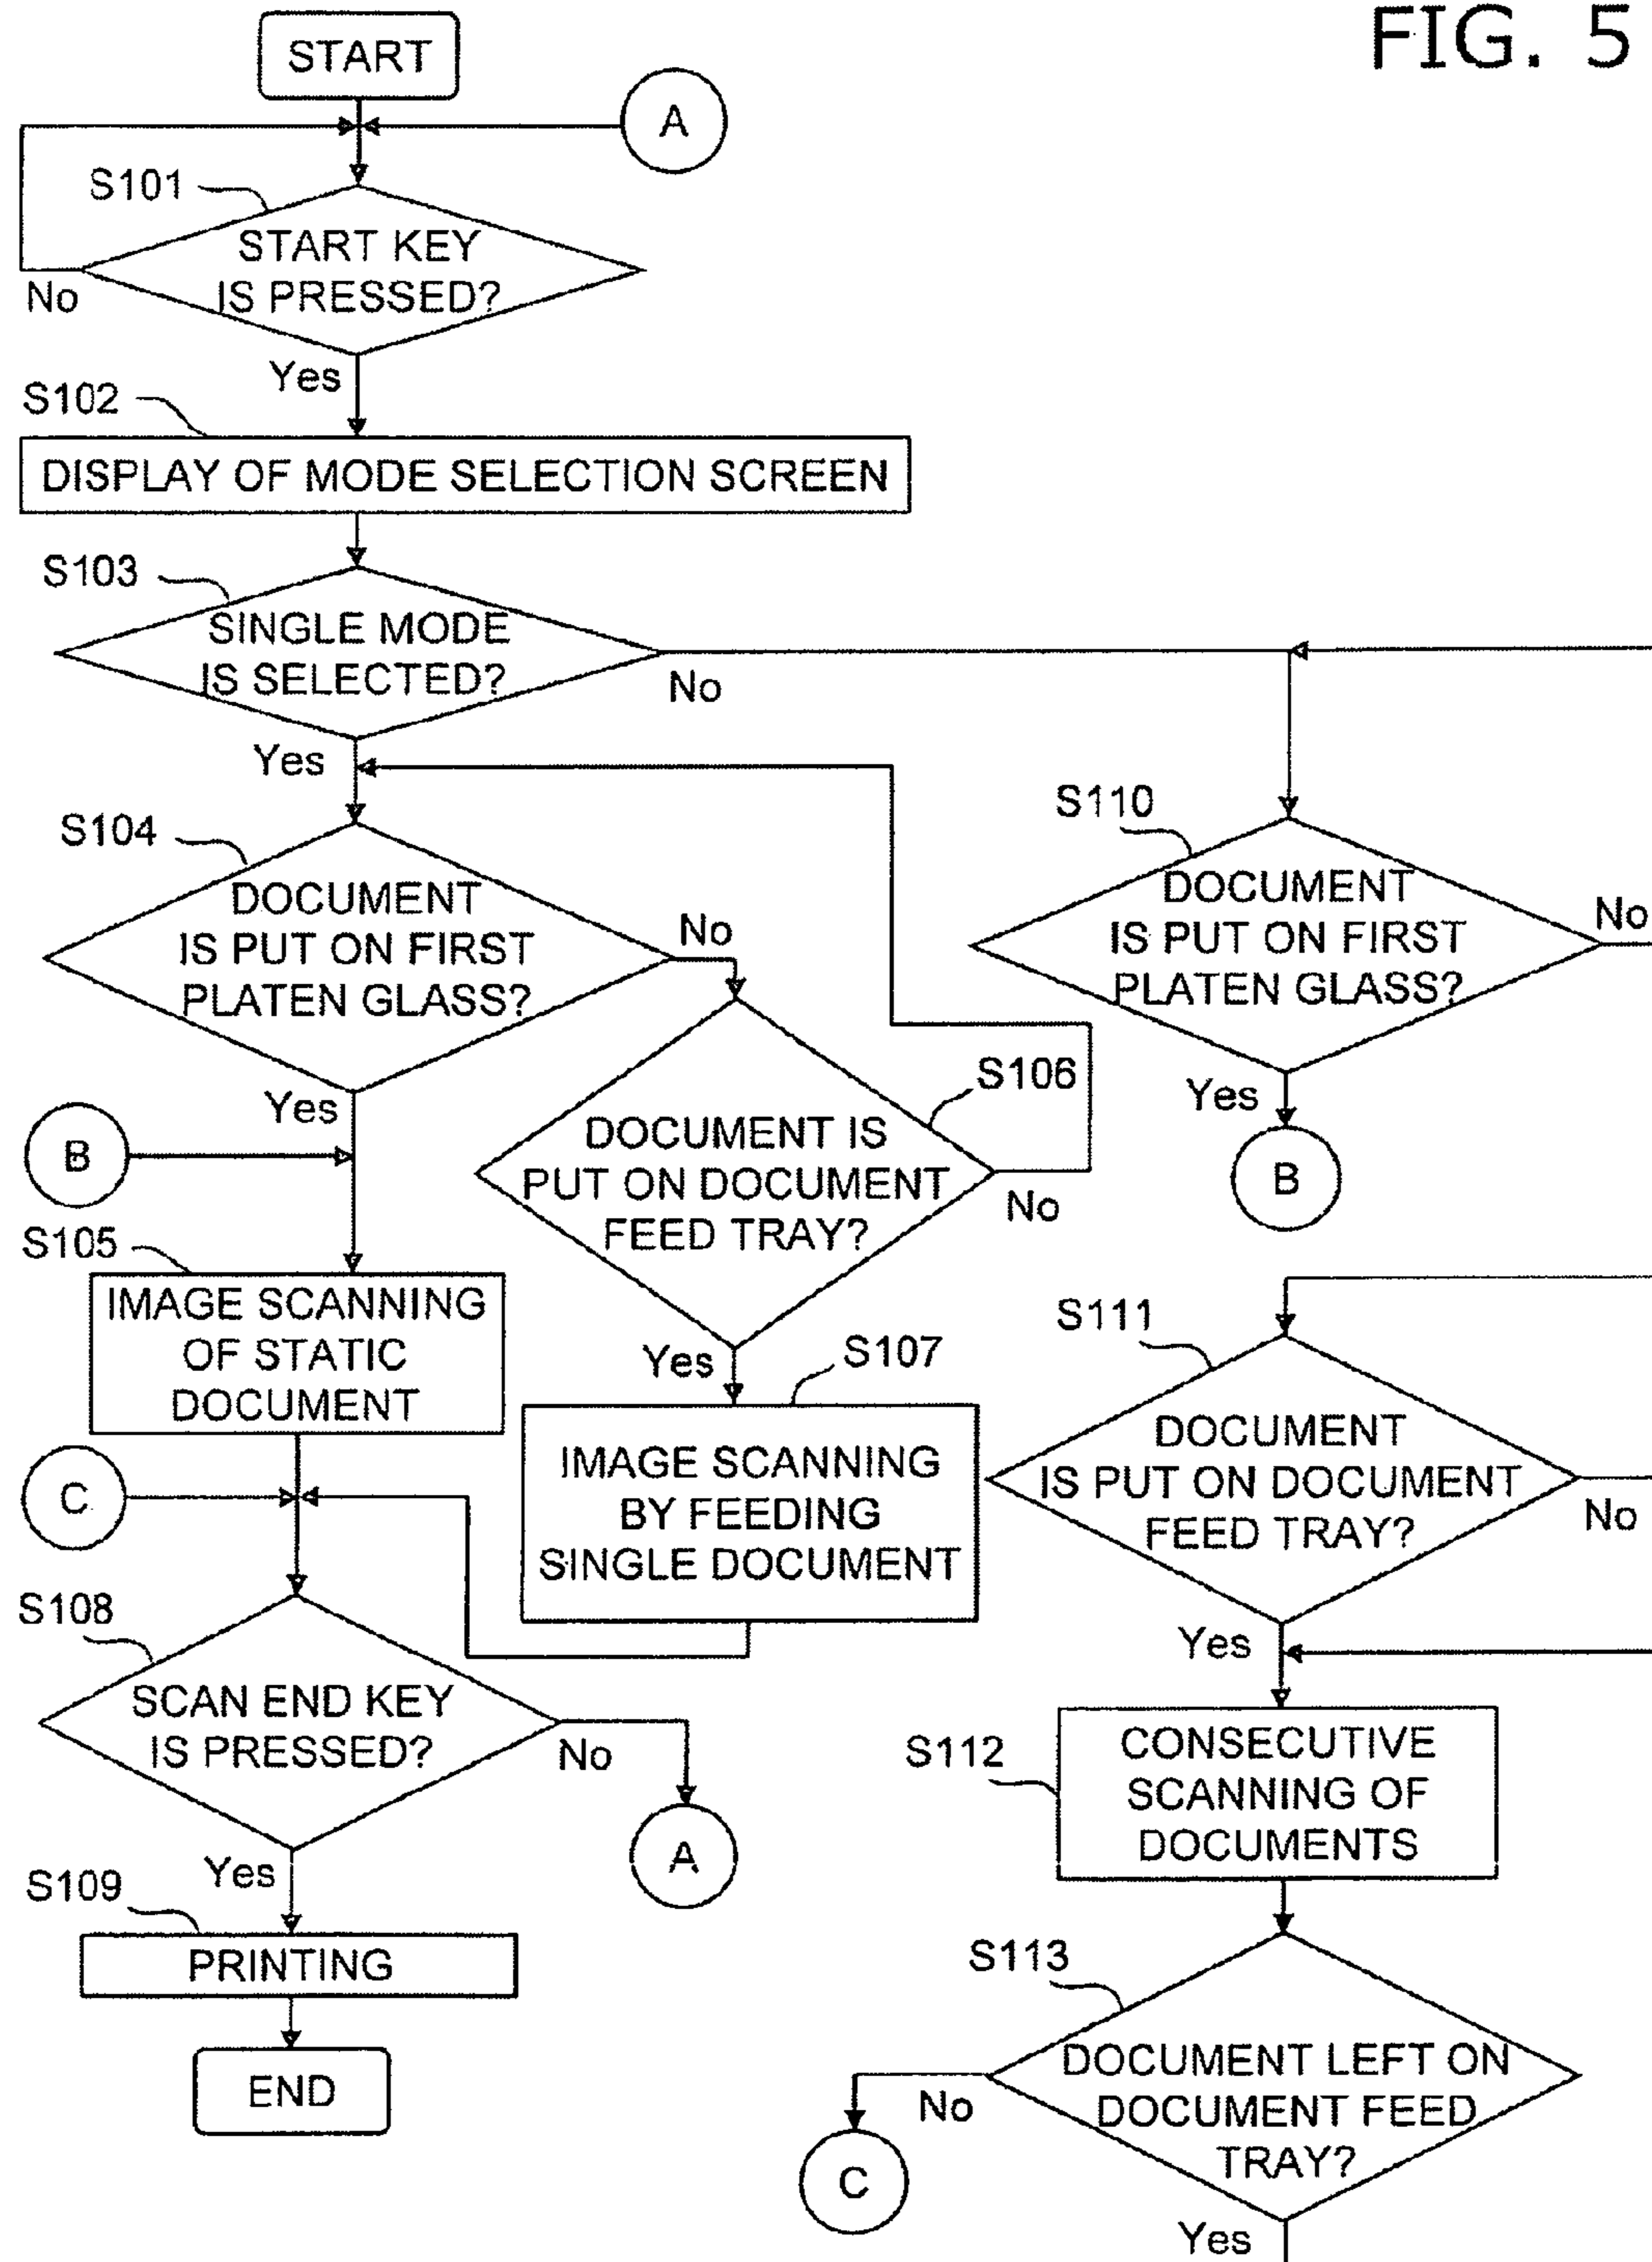 FIG. 5
START
A
S101
START KEY
IS PRESSED?
No
Yes
S102
DISPLAY OF MODE SELECTION SCREEN
S103
SINGLE MODE
IS SELECTED?
No
Yes
S104
DOCUMENT
IS PUT ON FIRST
PLATEN GLASS?
No
Yes
B
S105
IMAGE SCANNING
OF STATIC
DOCUMENT
S106
DOCUMENT IS
PUT ON DOCUMENT
FEED TRAY?
No
Yes
S107
IMAGE SCANNING
BY FEEDING
SINGLE DOCUMENT
C
S108
SCAN END KEY
IS PRESSED?
No
A
Yes
S109
PRINTING
END
S110
DOCUMENT
IS PUT ON FIRST
PLATEN GLASS?
No
Yes
B
S111
DOCUMENT
IS PUT ON DOCUMENT
FEED TRAY?
No
Yes
S112
CONSECUTIVE
SCANNING OF
DOCUMENTS
S113
DOCUMENT LEFT ON
DOCUMENT FEED
TRAY?
No
C
Yes